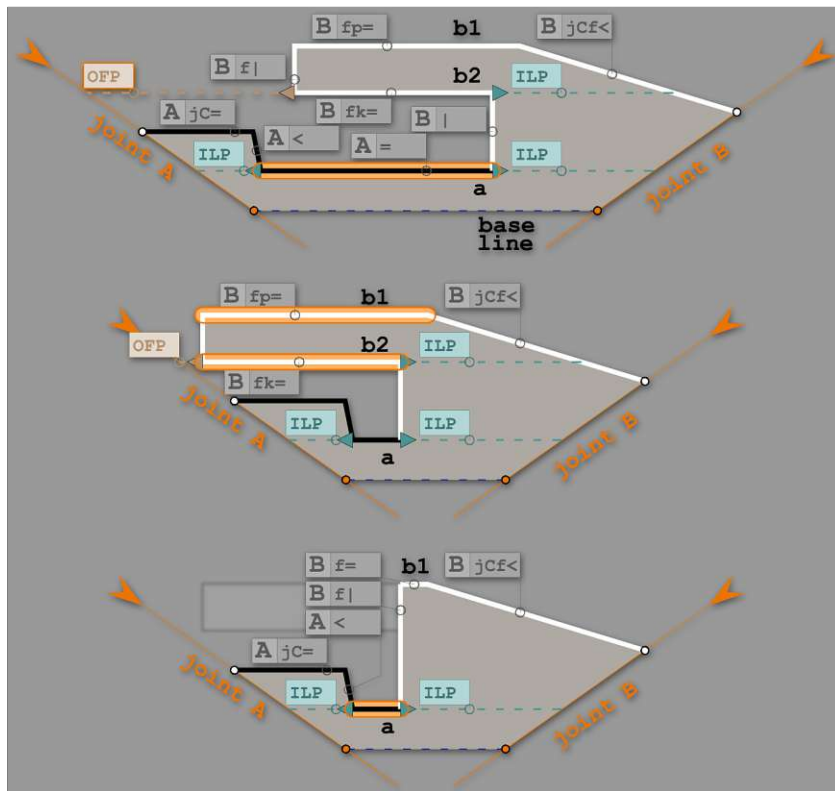 B fp=
b1
B jCf<
B f|
OFP
b2
ILP
A jC=
B fk=
B |
A <
A =
ILP
ILP
joint A
a
joint B
base
line
B fp=
b1
B jCf<
OFP
b2
ILP
B fk=
joint A
ILP
ILP
a
joint B
B f=
b1
B jCf<
B f|
A <
A jC=
joint A
ILP
ILP
a
joint B